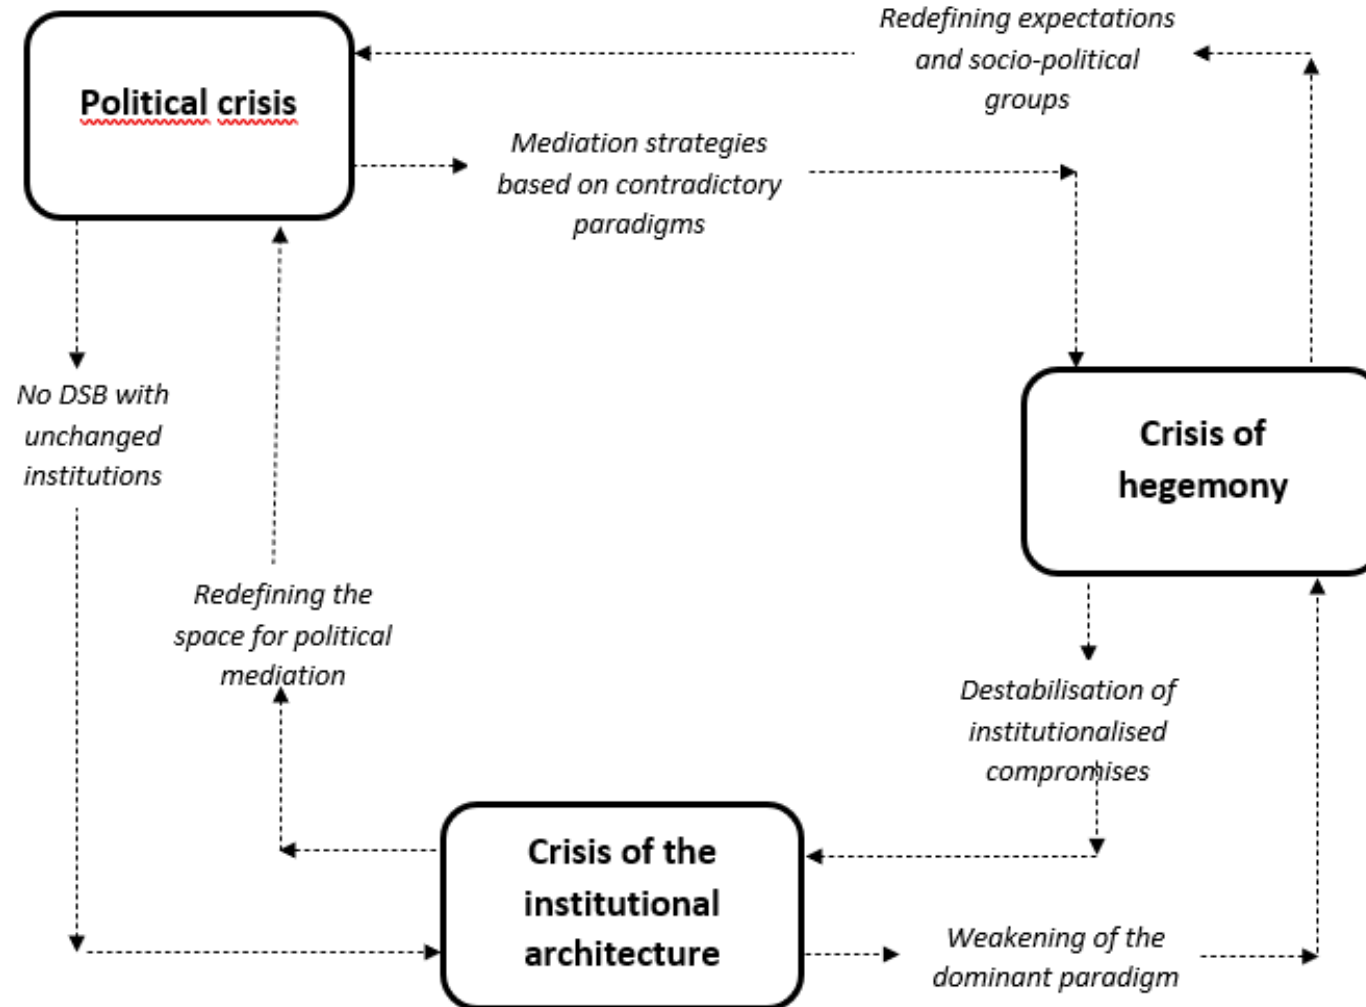 Redefining expectations
and socio-political
groups
Political crisis
Mediation strategies
based on contradictory
paradigms
No DSB with
unchanged
institutions
Crisis of
hegemony
Redefining the
space for political
mediation
Destabilisation of
institutionalised
compromises
Crisis of the
institutional
architecture
Weakening of the
dominant paradigm